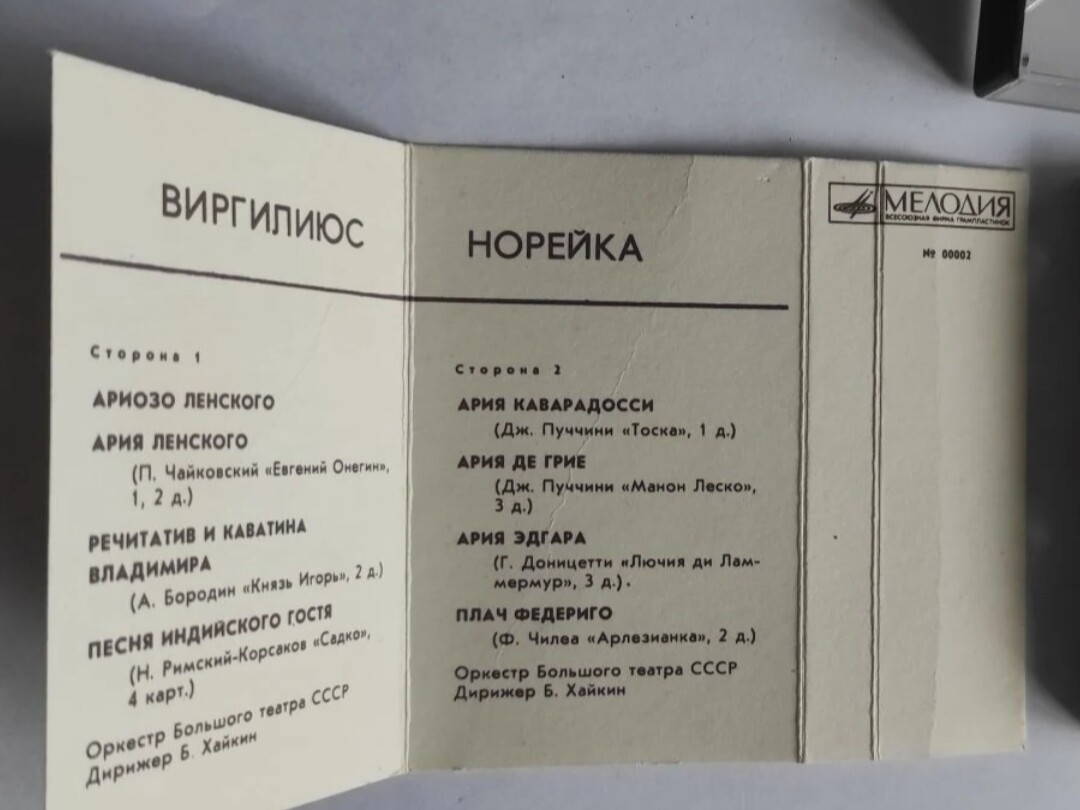 ВИРГИЛИЮС
Сторона 1
АРИОЗО ЛЕНСКОГО
АРИЯ ЛЕНСКОГО
(П. Чайковский «Евгений Онегин»,
1, 2 д.)
РЕЧИТАТИВ И КАВАТИНА
ВЛАДИМИРА
(А. Бородин «Князь Игорь», 2 д.)
ПЕСНЯ ИНДИЙСКОГО ГОСТЯ
(Н. Римский-Корсаков «Садко»,
4 карт.)
Оркестр Большого театра СССР
Дирижер Б. Хайкин
НОРЕЙКА
Сторона 2
АРИЯ КАВАРАДОССИ
(Дж. Пуччини «Тоска», 1 д.)
АРИЯ ДЕ ГРИЕ
(Дж. Пуччини «Манон Леско»,
3 д.)
АРИЯ ЭДГАРА
(Г. Доницетти «Лючия ди Лам-
мермур», 3 д.).
ПЛАЧ ФЕДЕРИГО
(Ф. Чилеа «Арлезианка», 2 д.)
Оркестр Большого театра СССР
Дирижер Б. Хайкин
МЕЛОДИЯ
ВСЕСОЮЗНАЯ ФИРМА ГРАМПЛАСТИНОК
№ 00002